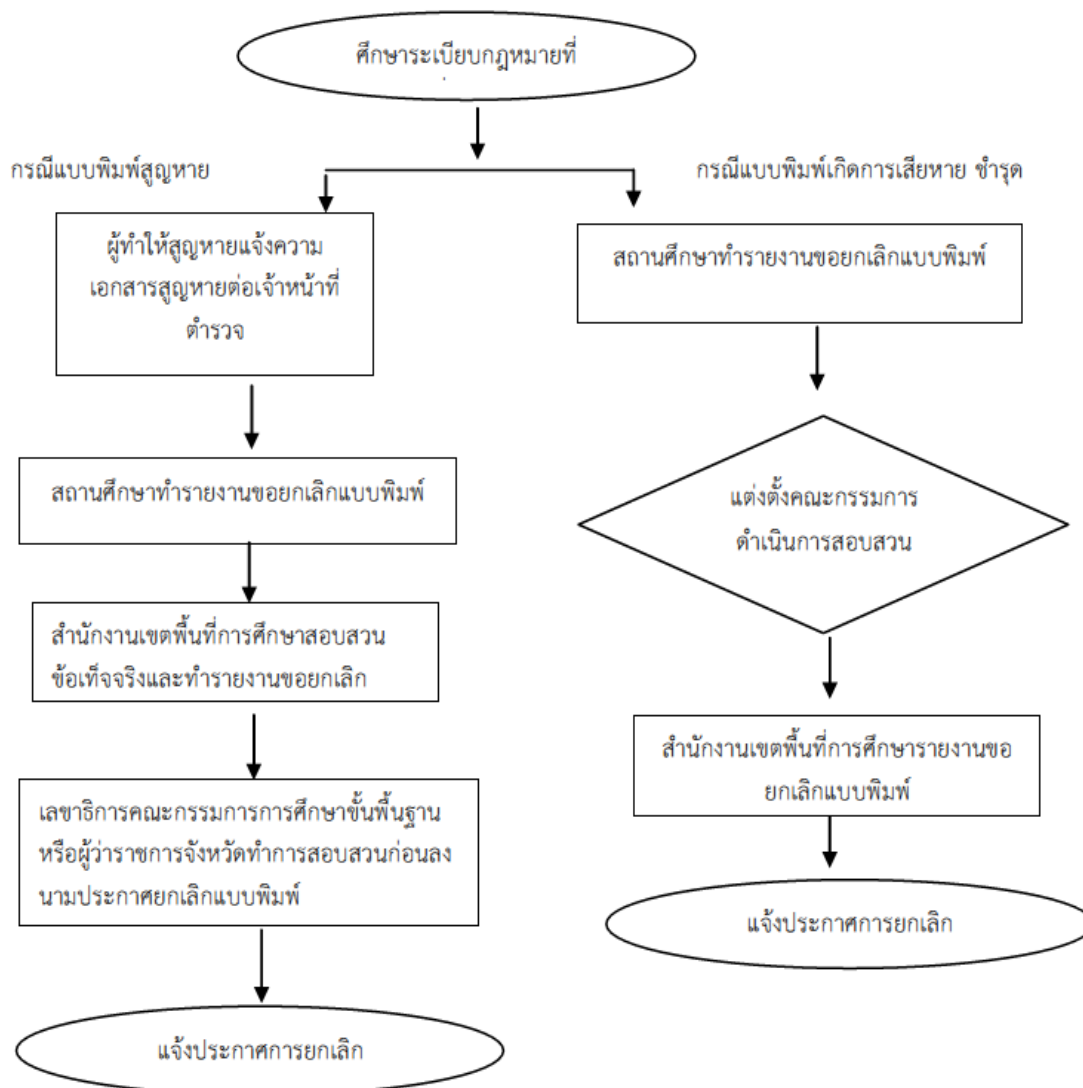 ศึกษาระเบียบกฎหมายที่
กรณีแบบพิมพ์สูญหาย
กรณีแบบพิมพ์เกิดการเสียหาย ชำรุด
ผู้ทำให้สูญหายแจ้งความ
เอกสารสูญหายต่อเจ้าหน้าที่
ตำรวจ
สถานศึกษาทำรายงานขอยกเลิกแบบพิมพ์
สำนักงานเขตพื้นที่การศึกษาสอบสวน
ข้อเท็จจริงและทำรายงานขอยกเลิก
เลขาธิการคณะกรรมการการศึกษาขั้นพื้นฐาน
หรือผู้ว่าราชการจังหวัดทำการสอบสวนก่อนลง
นามประกาศยกเลิกแบบพิมพ์
แจ้งประกาศการยกเลิก
สถานศึกษาทำรายงานขอยกเลิกแบบพิมพ์
แต่งตั้งคณะกรรมการ
ดำเนินการสอบสวน
สำนักงานเขตพื้นที่การศึกษารายงานขอ
ยกเลิกแบบพิมพ์
แจ้งประกาศการยกเลิก